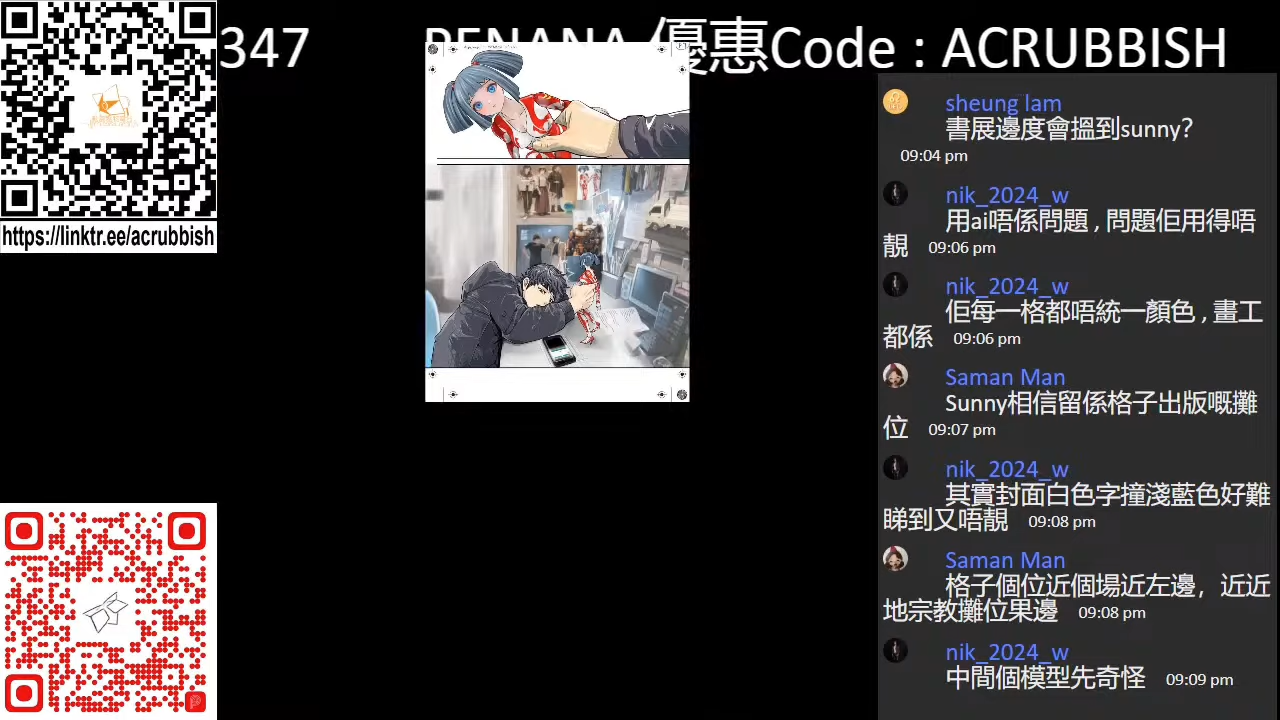 347
PENANA 優惠Code : ACRUBBISH
https://linktr.ee/acrubbish
sheung lam
書展邊度會搵到sunny?
09:04 pm
nik_2024_w
用ai唔係問題 , 問題佢用得唔
靚 09:06 pm
nik_2024_w
佢每一格都唔統一顏色 , 畫工
都係 09:06 pm
Saman Man
Sunny相信留係格子出版嘅攤
位 09:07 pm
nik_2024_w
其實封面白色字撞淺藍色好難
睇到又唔靚 09:08 pm
Saman Man
格子個位近個場近左邊，近近
地宗教攤位果邊 09:08 pm
nik_2024_w
中間個模型先奇怪 09:09 pm